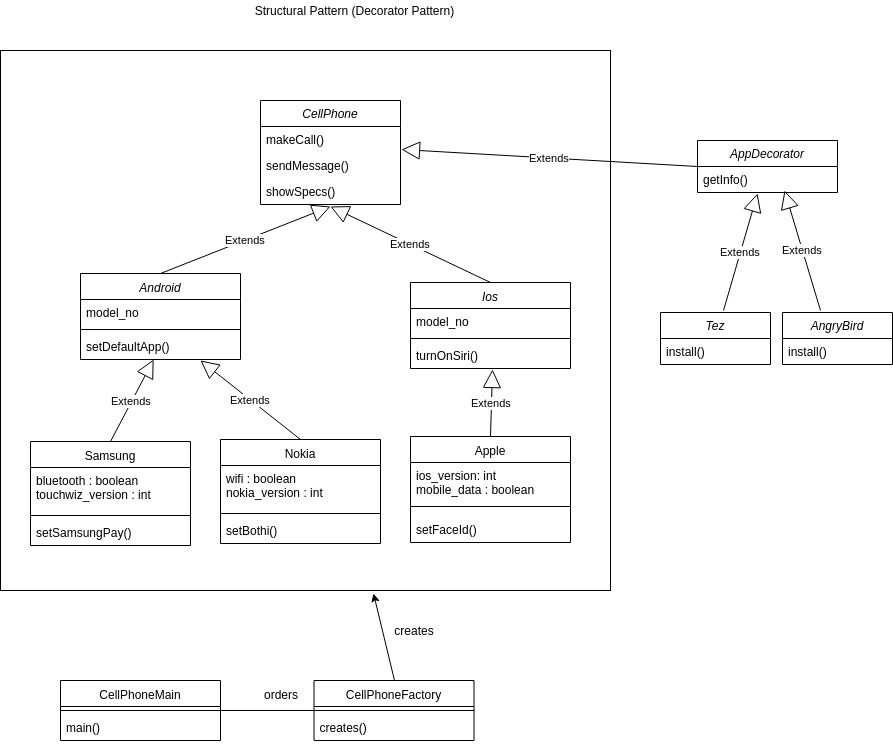 Structural Pattern (Decorator Pattern)
CellPhone
makeCall()
sendMessage()
showSpecs()
Extends
AppDecorator
getInfo()
Extends
Extends
Extends
Extends
Android
model_no
setDefaultApp()
Ios
model_no
turnOnSiri()
Tez
install()
AngryBird
install()
Extends
Extends
Extends
Samsung
bluetooth : boolean
touchwiz_version : int
setSamsungPay()
Nokia
wifi : boolean
nokia_version : int
setBothi()
Apple
ios_version: int
mobile_data : boolean
setFaceId()
creates
CellPhoneMain
main()
orders
CellPhoneFactory
creates()